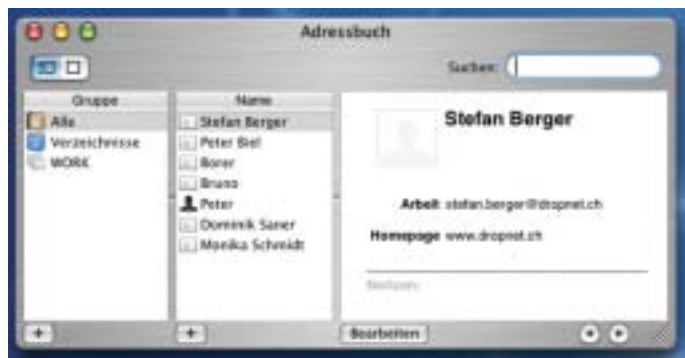 Adressbuch
Suchen:
Gruppe
Alle
Verzeichnisse
WORK
Name
Stefan Berger
Peter Biel
Borer
Bruno
Peter
Dominik Saner
Monika Schmidt
Stefan Berger
Arbeit stefan.berger@dropnet.ch
Homepage www.dropnet.ch
Notizen:
Bearbeiten